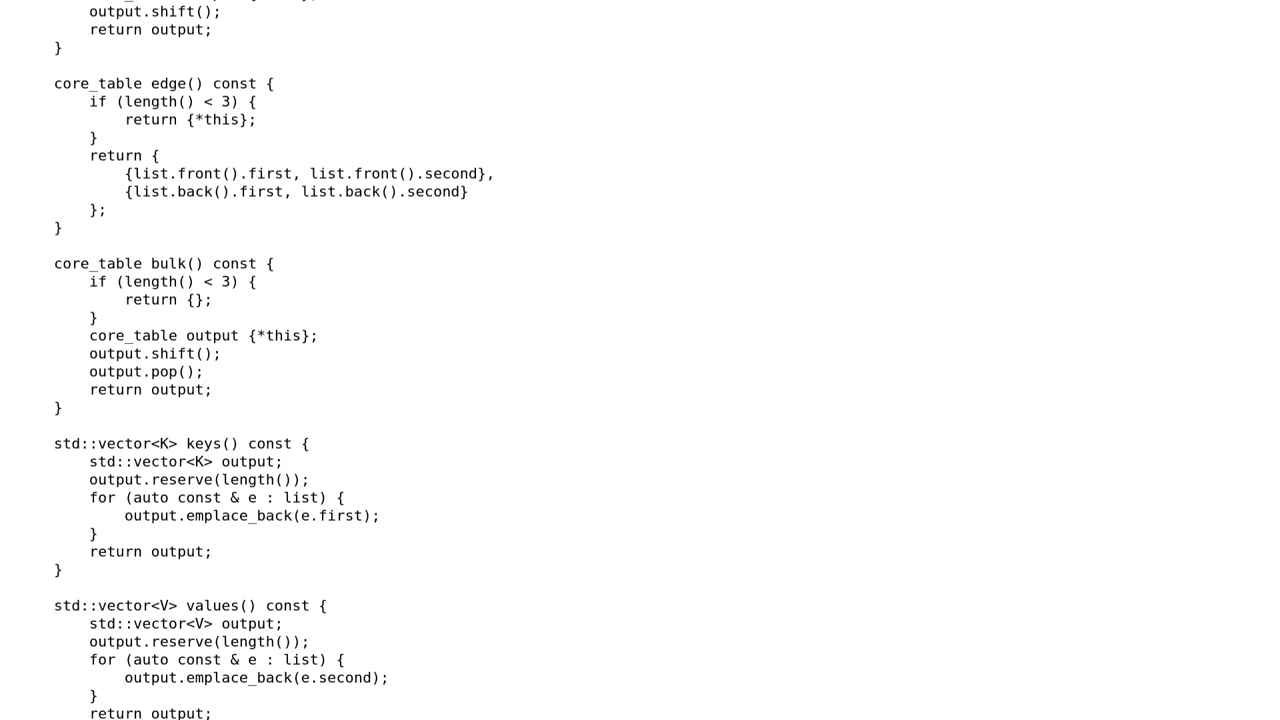 output.shift();
        return output;
    }

    core_table edge() const {
        if (length() < 3) {
            return {*this};
        }
        return {
            {list.front().first, list.front().second},
            {list.back().first, list.back().second}
        };
    }

    core_table bulk() const {
        if (length() < 3) {
            return {};
        }
        core_table output {*this};
        output.shift();
        output.pop();
        return output;
    }

    std::vector<K> keys() const {
        std::vector<K> output;
        output.reserve(length());
        for (auto const & e : list) {
            output.emplace_back(e.first);
        }
        return output;
    }

    std::vector<V> values() const {
        std::vector<V> output;
        output.reserve(length());
        for (auto const & e : list) {
            output.emplace_back(e.second);
        }
        return output;